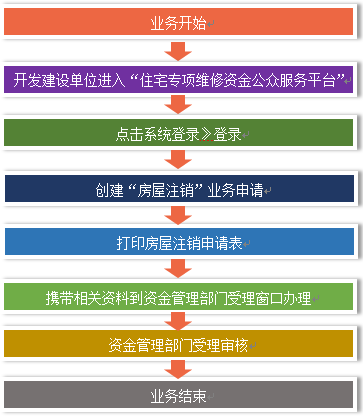 业务开始
开发建设单位进入“住宅专项维修资金公众服务平台”
点击系统登录》登录
创建“房屋注销”业务申请
打印房屋注销申请表
携带相关资料到资金管理部门受理窗口办理
资金管理部门受理审核
业务结束